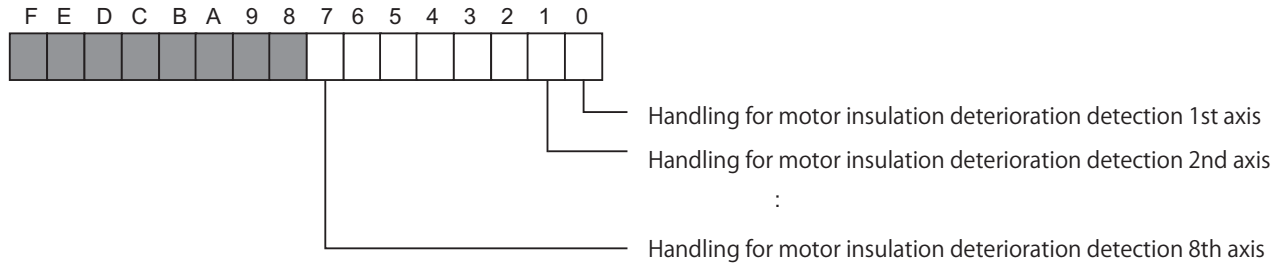 F E D C B A 9 8 7 6 5 4 3 2 1 0
Handling for motor insulation deterioration detection 1st axis
Handling for motor insulation deterioration detection 2nd axis
:
Handling for motor insulation deterioration detection 8th axis